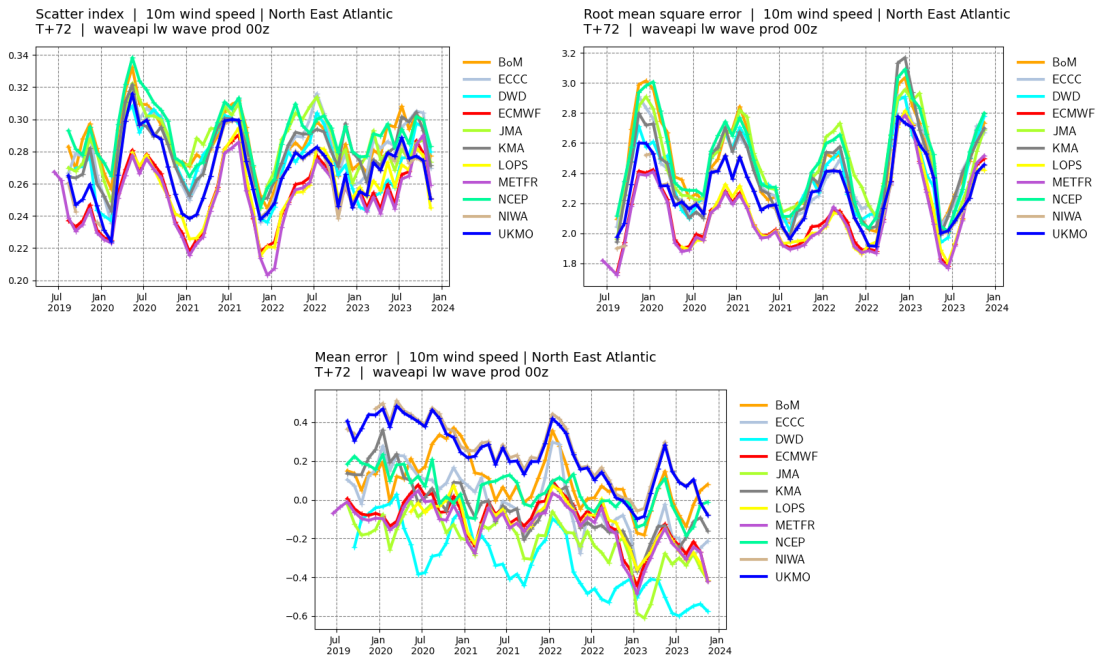 Scatter index | 10m wind speed | North East Atlantic
T+72 | waveapi lw wave prod 00z
0.34
0.32
0.30
0.28
0.26
0.24
0.22
0.20
Jul 2019
Jan 2020
Jul 2020
Jan 2021
Jul 2021
Jan 2022
Jul 2022
Jan 2023
Jul 2023
Jan 2024
BoM
ECCC
DWD
ECMWF
JMA
KMA
LOPS
METFR
NCEP
NIWA
UKMO
Root mean square error | 10m wind speed | North East Atlantic
T+72 | waveapi lw wave prod 00z
3.2
3.0
2.8
2.6
2.4
2.2
2.0
1.8
Jul 2019
Jan 2020
Jul 2020
Jan 2021
Jul 2021
Jan 2022
Jul 2022
Jan 2023
Jul 2023
Jan 2024
BoM
ECCC
DWD
ECMWF
JMA
KMA
LOPS
METFR
NCEP
NIWA
UKMO
Mean error | 10m wind speed | North East Atlantic
T+72 | waveapi lw wave prod 00z
0.4
0.2
0.0
−0.2
−0.4
−0.6
Jul 2019
Jan 2020
Jul 2020
Jan 2021
Jul 2021
Jan 2022
Jul 2022
Jan 2023
Jul 2023
Jan 2024
BoM
ECCC
DWD
ECMWF
JMA
KMA
LOPS
METFR
NCEP
NIWA
UKMO